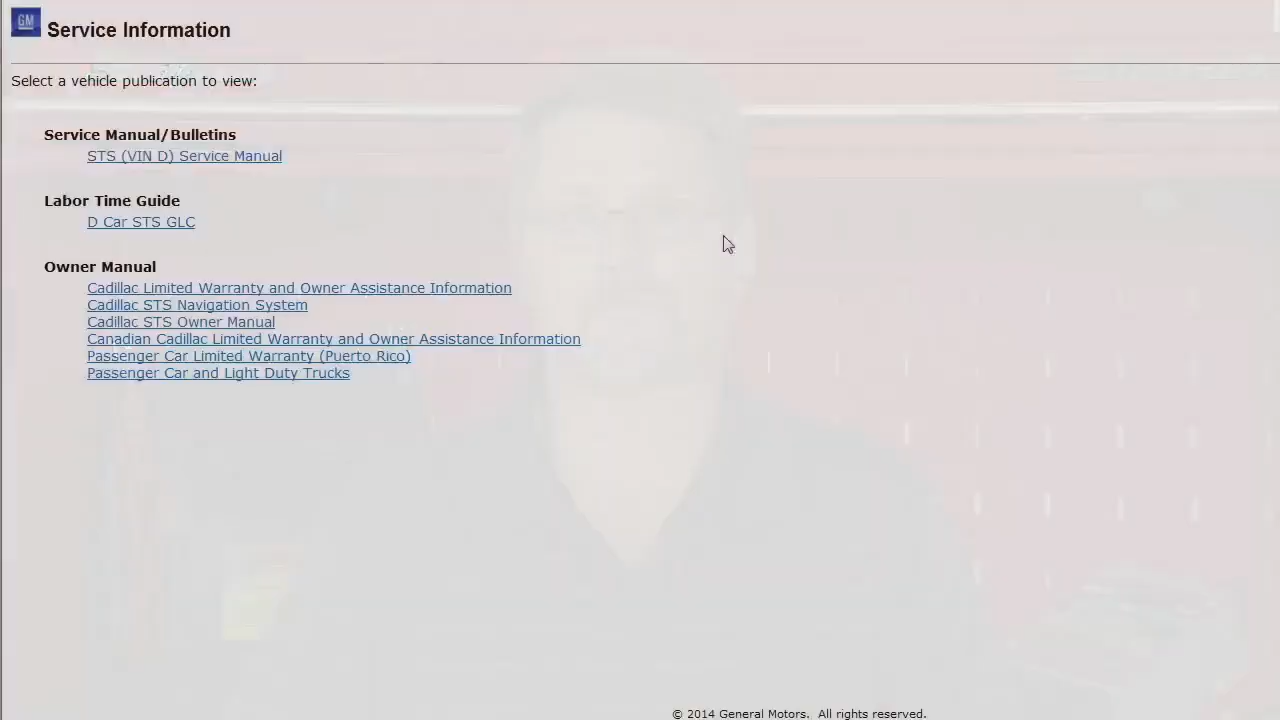 GM
Service Information
Select a vehicle publication to view:
Service Manual/Bulletins
STS (VIN D) Service Manual
Labor Time Guide
D Car STS GLC
Owner Manual
Cadillac Limited Warranty and Owner Assistance Information
Cadillac STS Navigation System
Cadillac STS Owner Manual
Canadian Cadillac Limited Warranty and Owner Assistance Information
Passenger Car Limited Warranty (Puerto Rico)
Passenger Car and Light Duty Trucks
© 2014 General Motors. All rights reserved.